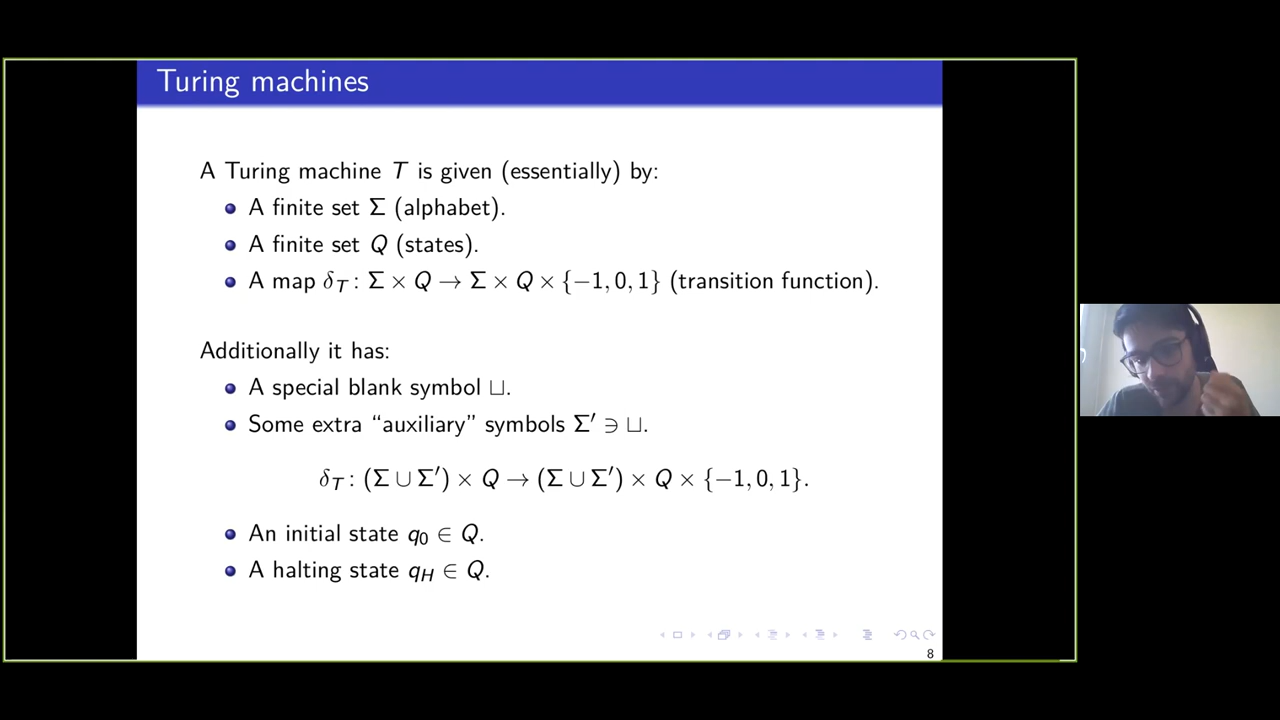 Turing machines
A Turing machine T is given (essentially) by:
A finite set Σ (alphabet).
A finite set Q (states).
A map δ_T : Σ × Q → Σ × Q × {−1, 0, 1} (transition function).
Additionally it has:
A special blank symbol ⊔.
Some extra “auxiliary” symbols Σ′ ∋ ⊔.
δ_T : (Σ ∪ Σ′) × Q → (Σ ∪ Σ′) × Q × {−1, 0, 1}.
An initial state q₀ ∈ Q.
A halting state q_H ∈ Q.
8